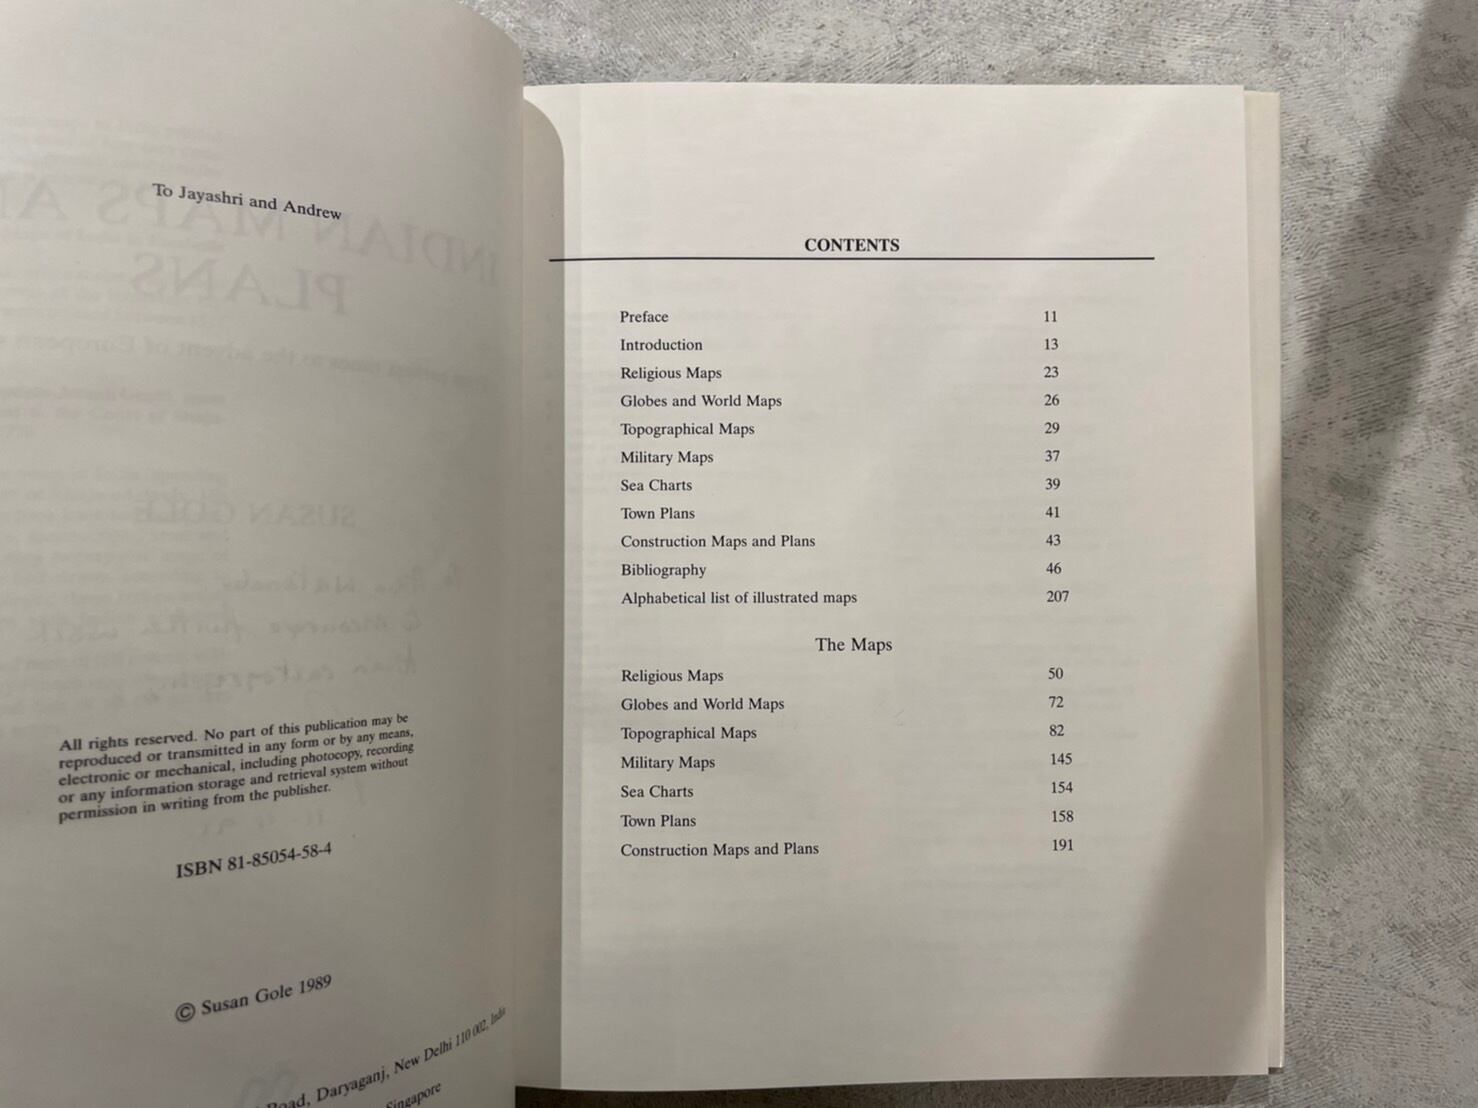 To Jayashri and Andrew
INDIAN MAPS AN
PLANS
SUSAN GOLE
All rights reserved. No part of this publication may be
reproduced or transmitted in any form or by any means,
electronic or mechanical, including photocopy, recording
or any information storage and retrieval system without
permission in writing from the publisher.
ISBN 81-85054-58-4
© Susan Gole 1989
Road, Daryaganj, New Delhi 110 002, India
Singapore
CONTENTS
Preface 11
Introduction 13
Religious Maps 23
Globes and World Maps 26
Topographical Maps 29
Military Maps 37
Sea Charts 39
Town Plans 41
Construction Maps and Plans 43
Bibliography 46
Alphabetical list of illustrated maps 207
The Maps
Religious Maps 50
Globes and World Maps 72
Topographical Maps 82
Military Maps 145
Sea Charts 154
Town Plans 158
Construction Maps and Plans 191